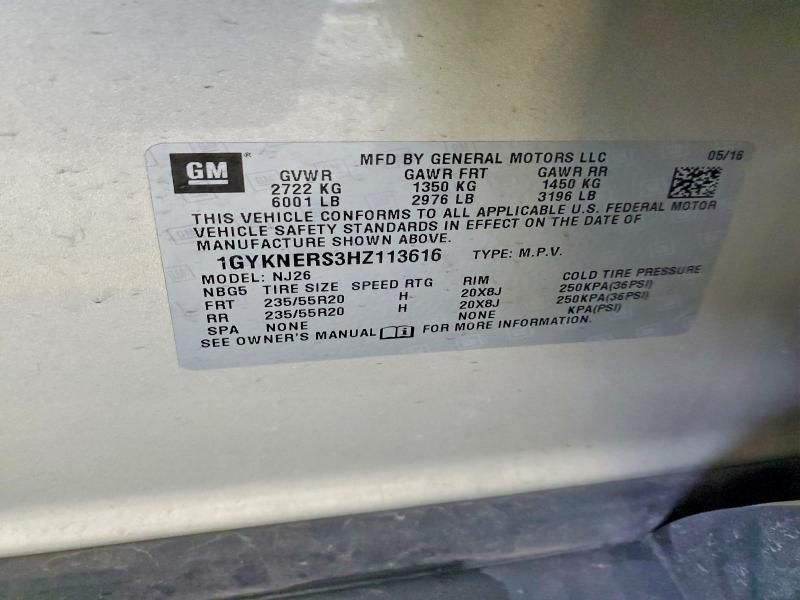 GM®
MFD BY GENERAL MOTORS LLC 05/16
GVWR GAWR FRT GAWR RR
2722 KG 1350 KG 1450 KG
6001 LB 2976 LB 3196 LB
THIS VEHICLE CONFORMS TO ALL APPLICABLE U.S. FEDERAL MOTOR
VEHICLE SAFETY STANDARDS IN EFFECT ON THE DATE OF
MANUFACTURE SHOWN ABOVE.
1GYKNERS3HZ113616 TYPE: M.P.V.
MODEL: NJ26
NBG5 TIRE SIZE SPEED RTG RIM COLD TIRE PRESSURE
FRT 235/55R20 H 20X8J 250KPA(36PSI)
RR 235/55R20 H 20X8J 250KPA(36PSI)
SPA NONE NONE KPA(PSI)
SEE OWNER'S MANUAL FOR MORE INFORMATION.